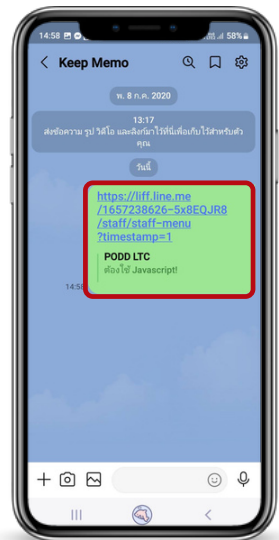 14:58
58%
Keep Memo
พ. 8 ก.ค. 2020
13:17
ส่งข้อความ รูป วิดีโอ และลิงก์มาไว้ที่นี่เพื่อเก็บไว้สำหรับตัว
คุณ
วันนี้
https://liff.line.me
/1657238626-5x8EQJR8
/staff/staff-menu
?timestamp=1
PODD LTC
ต้องใช้ Javascript!